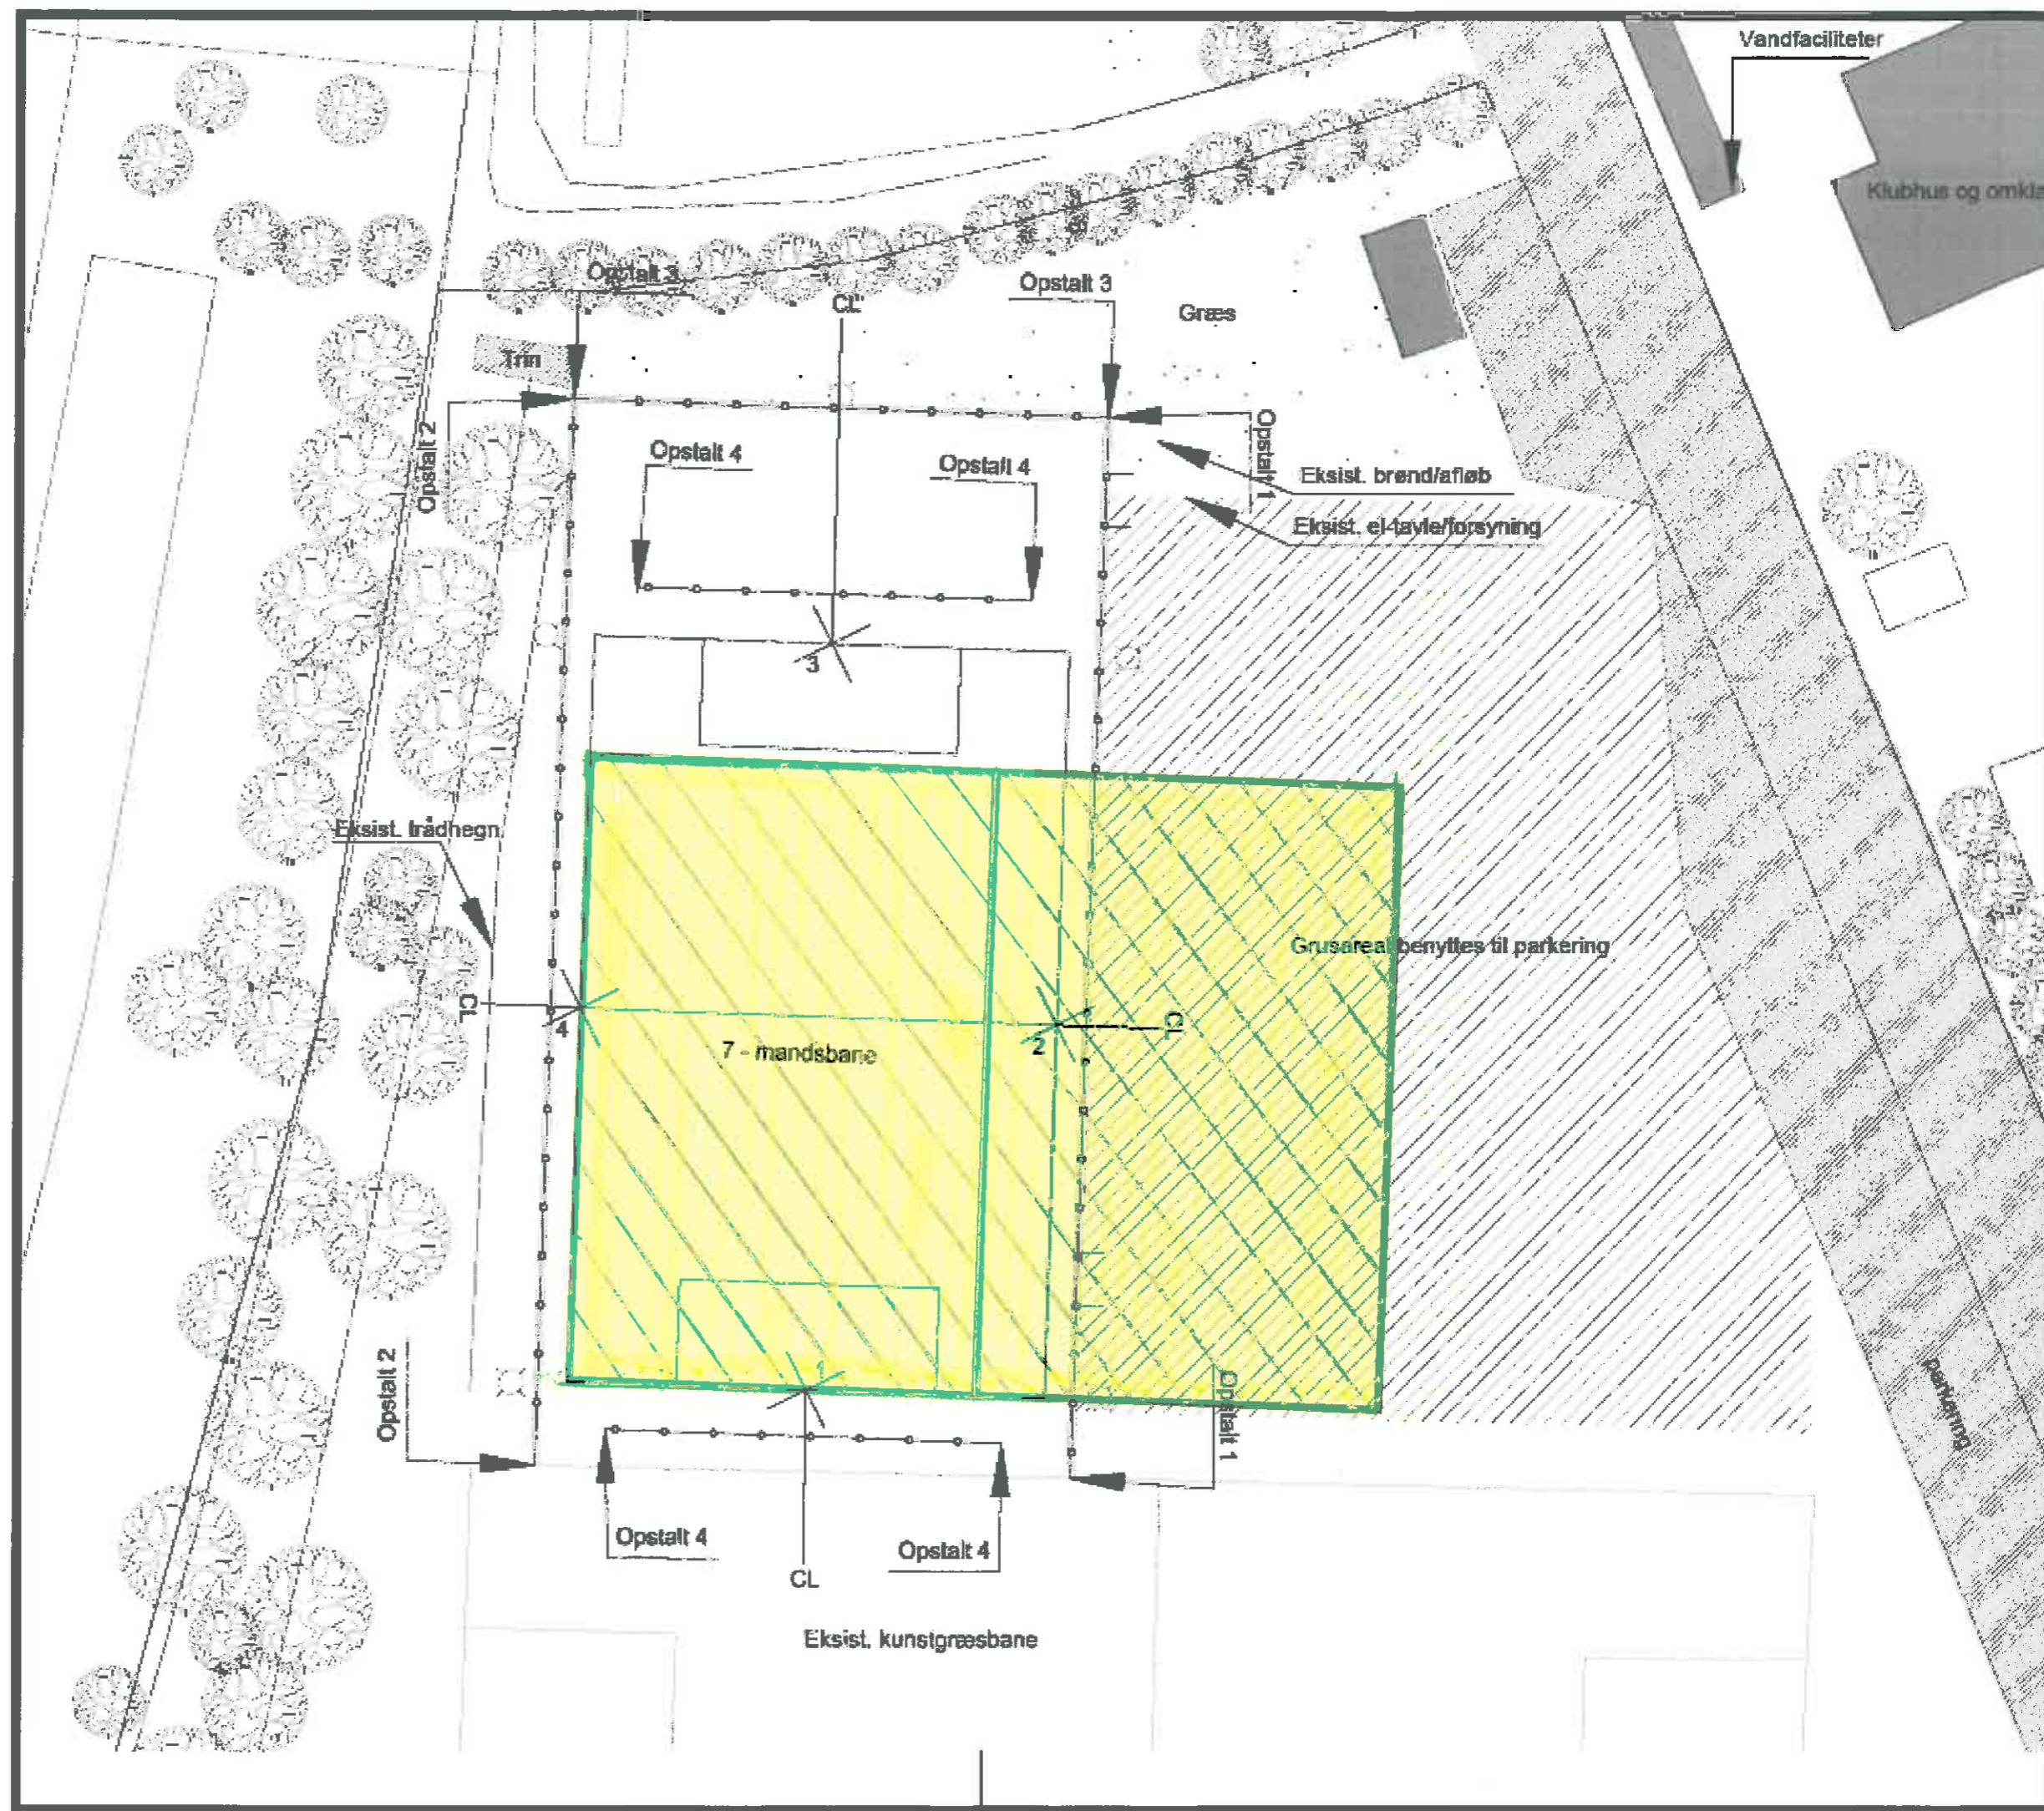 Vandfaciliteter
Klubhus og omkla
Opstalt 3
CL
Opstalt 3
Græs
Trin
Opstalt 2
Opstalt 4
Opstalt 4
Opstalt 1
Eksist. brønd/afløb
Eksist. el-tavle/forsyning
3
Eksist. trådhegn
Grusareal benyttes til parkering
CL
4
2
CL
7 - mandsbane
Opstalt 2
1
Opstalt 1
parkering
Opstalt 4
Opstalt 4
CL
Eksist. kunstgræsbane